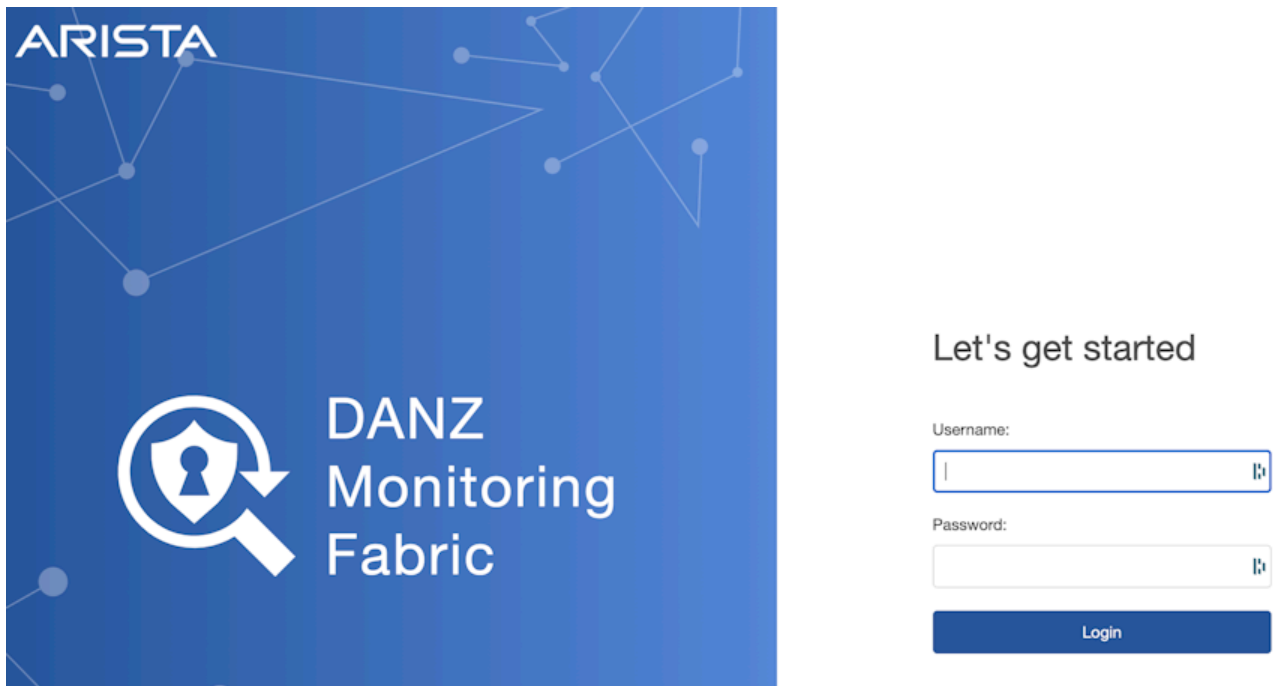 ARISTA
DANZ
Monitoring
Fabric
Let's get started
Username:
Password:
Login